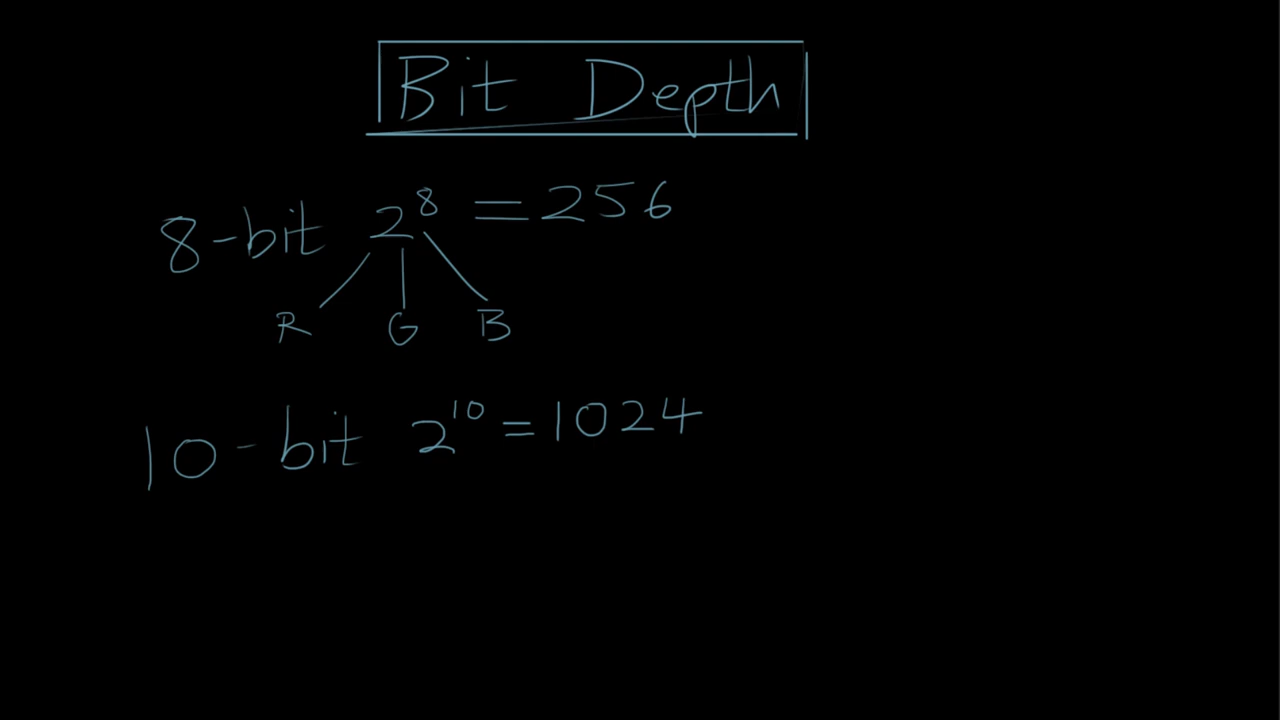 Bit Depth
8-bit 2⁸ = 256
R G B
10-bit 2¹⁰ = 1024